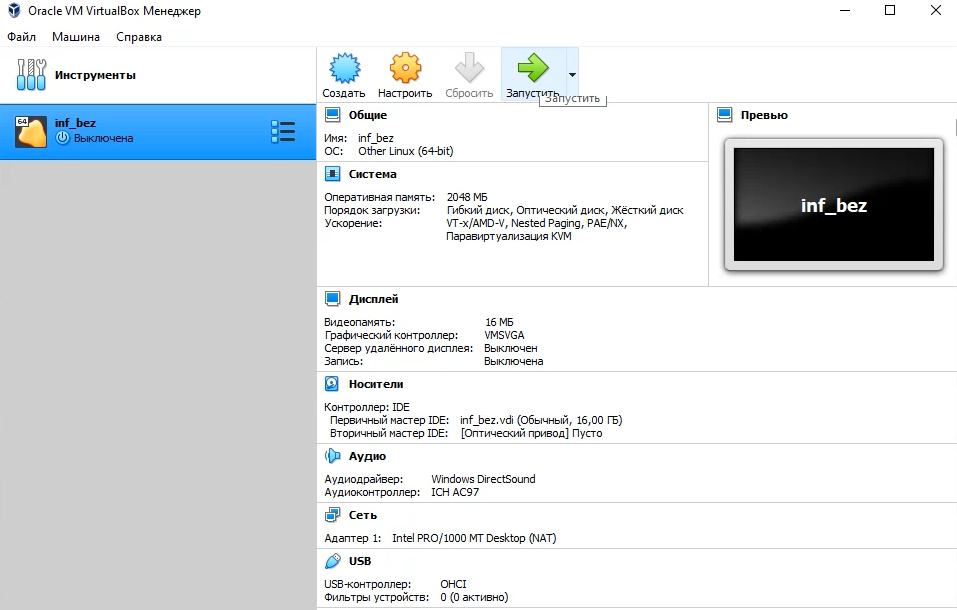 Oracle VM VirtualBox Менеджер
Файл Машина Справка
Инструменты
64
inf_bez
Выключена
Создать Настроить Сбросить Запустить
Запустить
Общие
Имя: inf_bez
ОС: Other Linux (64-bit)
Система
Оперативная память: 2048 МБ
Порядок загрузки: Гибкий диск, Оптический диск, Жёсткий диск
Ускорение: VT-x/AMD-V, Nested Paging, PAE/NX,
Паравиртуализация KVM
Превью
inf_bez
Дисплей
Видеопамять: 16 МБ
Графический контроллер: VMSVGA
Сервер удалённого дисплея: Выключен
Запись: Выключена
Носители
Контроллер: IDE
Первичный мастер IDE: inf_bez.vdi (Обычный, 16,00 ГБ)
Вторичный мастер IDE: [Оптический привод] Пусто
Аудио
Аудиодрайвер: Windows DirectSound
Аудиоконтроллер: ICH AC97
Сеть
Адаптер 1: Intel PRO/1000 MT Desktop (NAT)
USB
USB-контроллер: OHCI
Фильтры устройств: 0 (0 активно)